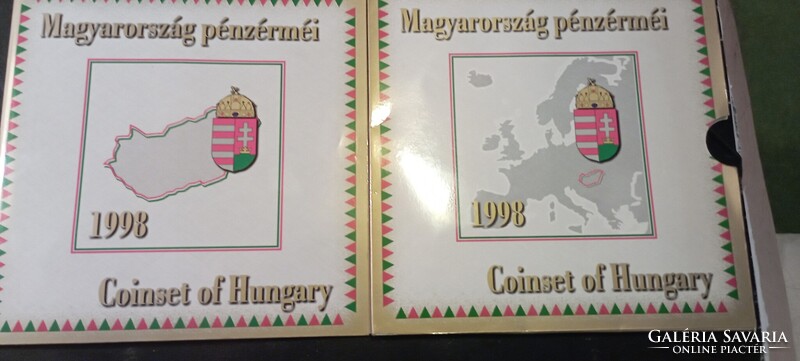 Magyarország pénzérméi
1998
Coinset of Hungary
Magyarország pénzérméi
1998
Coinset of Hungary
GALÉRIA SAVARIA
ONLINE PIACTÉR